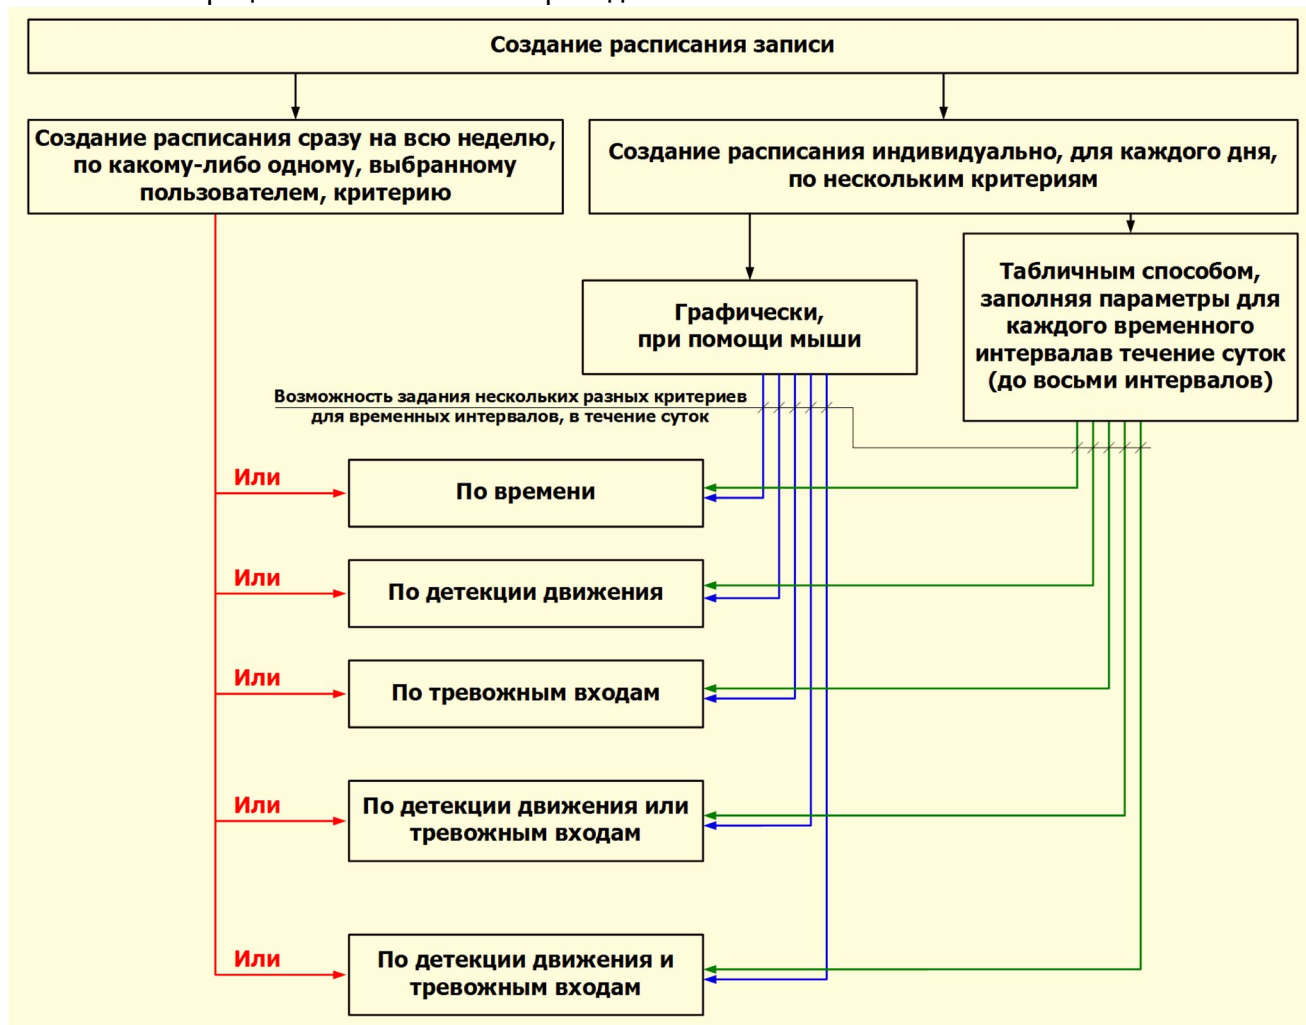 Создание расписания записи
Создание расписания сразу на всю неделю,
по какому-либо одному, выбранному
пользователем, критерию
Создание расписания индивидуально, для каждого дня,
по нескольким критериям
Графически,
при помощи мыши
Табличным способом,
заполняя параметры для
каждого временного
интервалав течение суток
(до восьми интервалов)
Возможность задания нескольких разных критериев
для временных интервалов, в течение суток
Или
По времени
Или
По детекции движения
Или
По тревожным входам
Или
По детекции движения или
тревожным входам
Или
По детекции движения и
тревожным входам